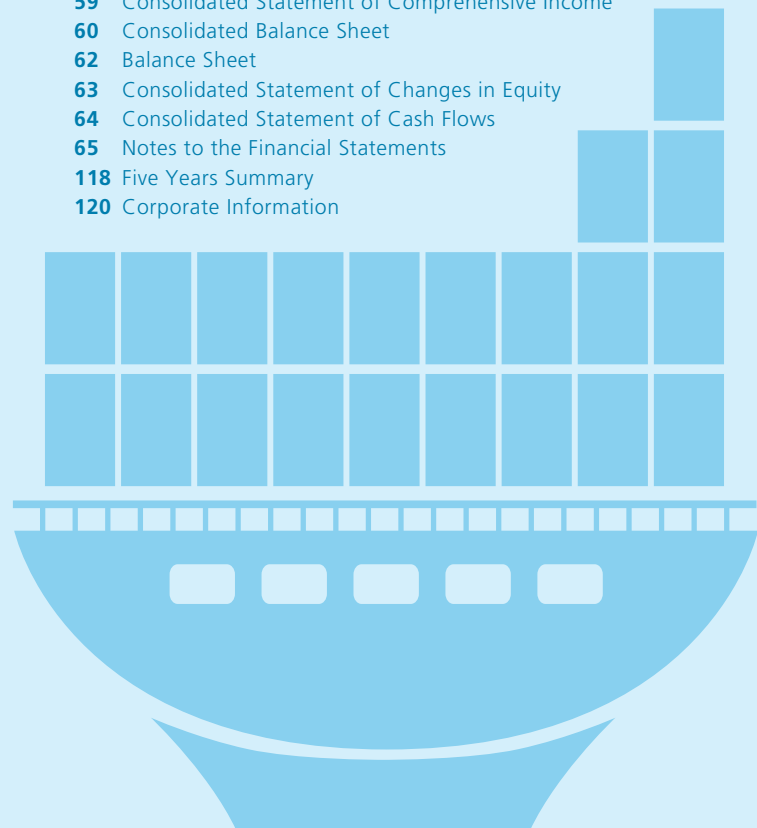 59 Consolidated Statement of Comprehensive Income
60 Consolidated Balance Sheet
62 Balance Sheet
63 Consolidated Statement of Changes in Equity
64 Consolidated Statement of Cash Flows
65 Notes to the Financial Statements
118 Five Years Summary
120 Corporate Information